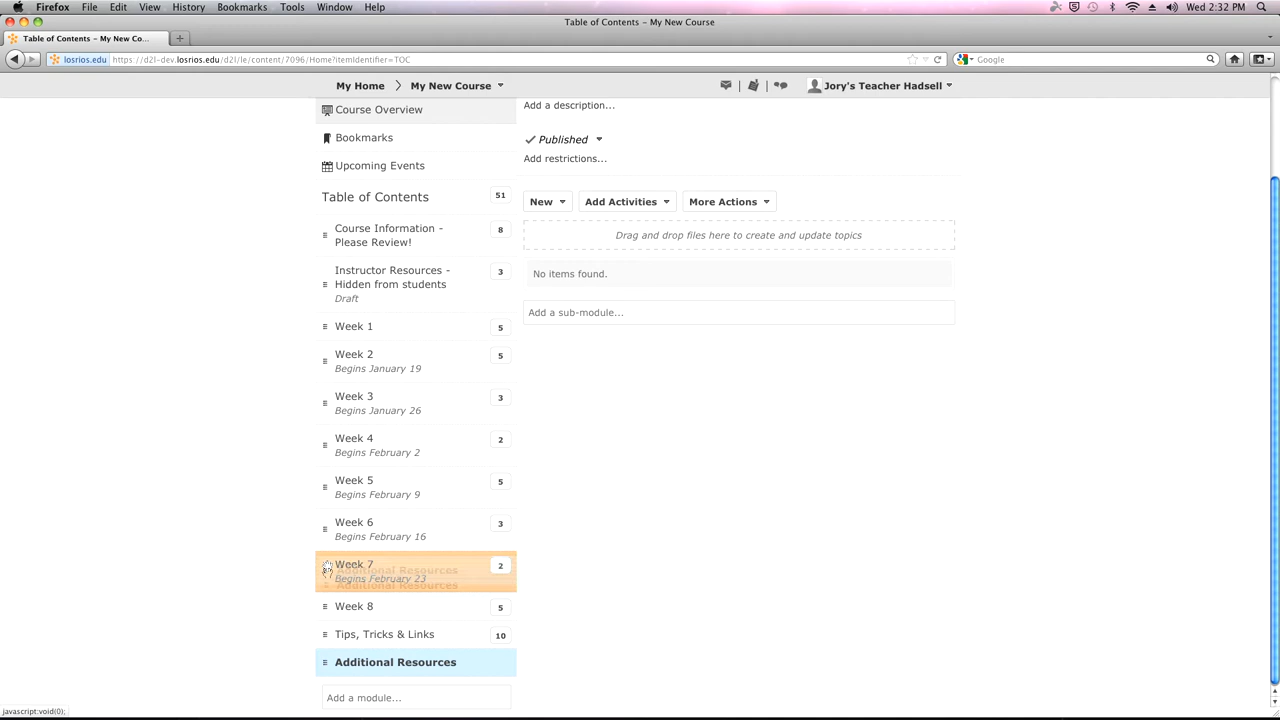 Firefox File Edit View History Bookmarks Tools Window Help Wed 2:32 PM
Table of Contents – My New Course
Table of Contents – My New Co... +
losrios.edu https://d2l-dev.losrios.edu/d2l/le/content/7096/Home?itemIdentifier=TOC Google
My Home My New Course Jory's Teacher Hadsell
Course Overview
Add a description...
Bookmarks
Published
Add restrictions...
Upcoming Events
Table of Contents 51
New Add Activities More Actions
Course Information -
Please Review!
8
Drag and drop files here to create and update topics
Instructor Resources -
Hidden from students
Draft
3
No items found.
Add a sub-module...
Week 1 5
Week 2 5
Begins January 19
Week 3 3
Begins January 26
Week 4 2
Begins February 2
Week 5 5
Begins February 9
Week 6 3
Begins February 16
Week 7 2
Additional Resources
Begins February 23
Additional Resources
Week 8 5
Tips, Tricks & Links 10
Additional Resources
Add a module...
javascript:void(0);